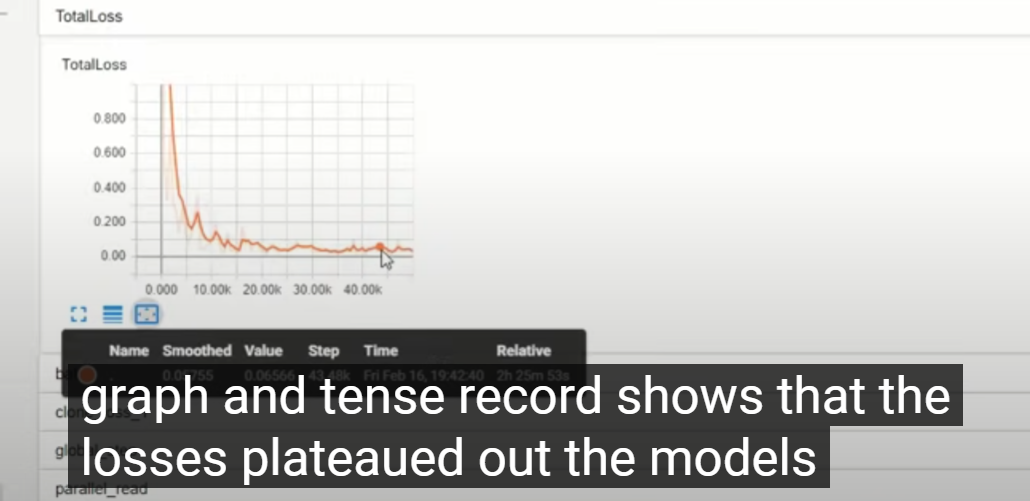 TotalLoss
TotalLoss
0.800
0.600
0.400
0.200
0.00
0.000 10.00k 20.00k 30.00k 40.00k
Name Smoothed Value Step Time Relative
0.06566 43.48k Fri Feb 16, 19:42:40 2h 25m 53s
graph and tense record shows that the
losses plateaued out the models
parallel_read